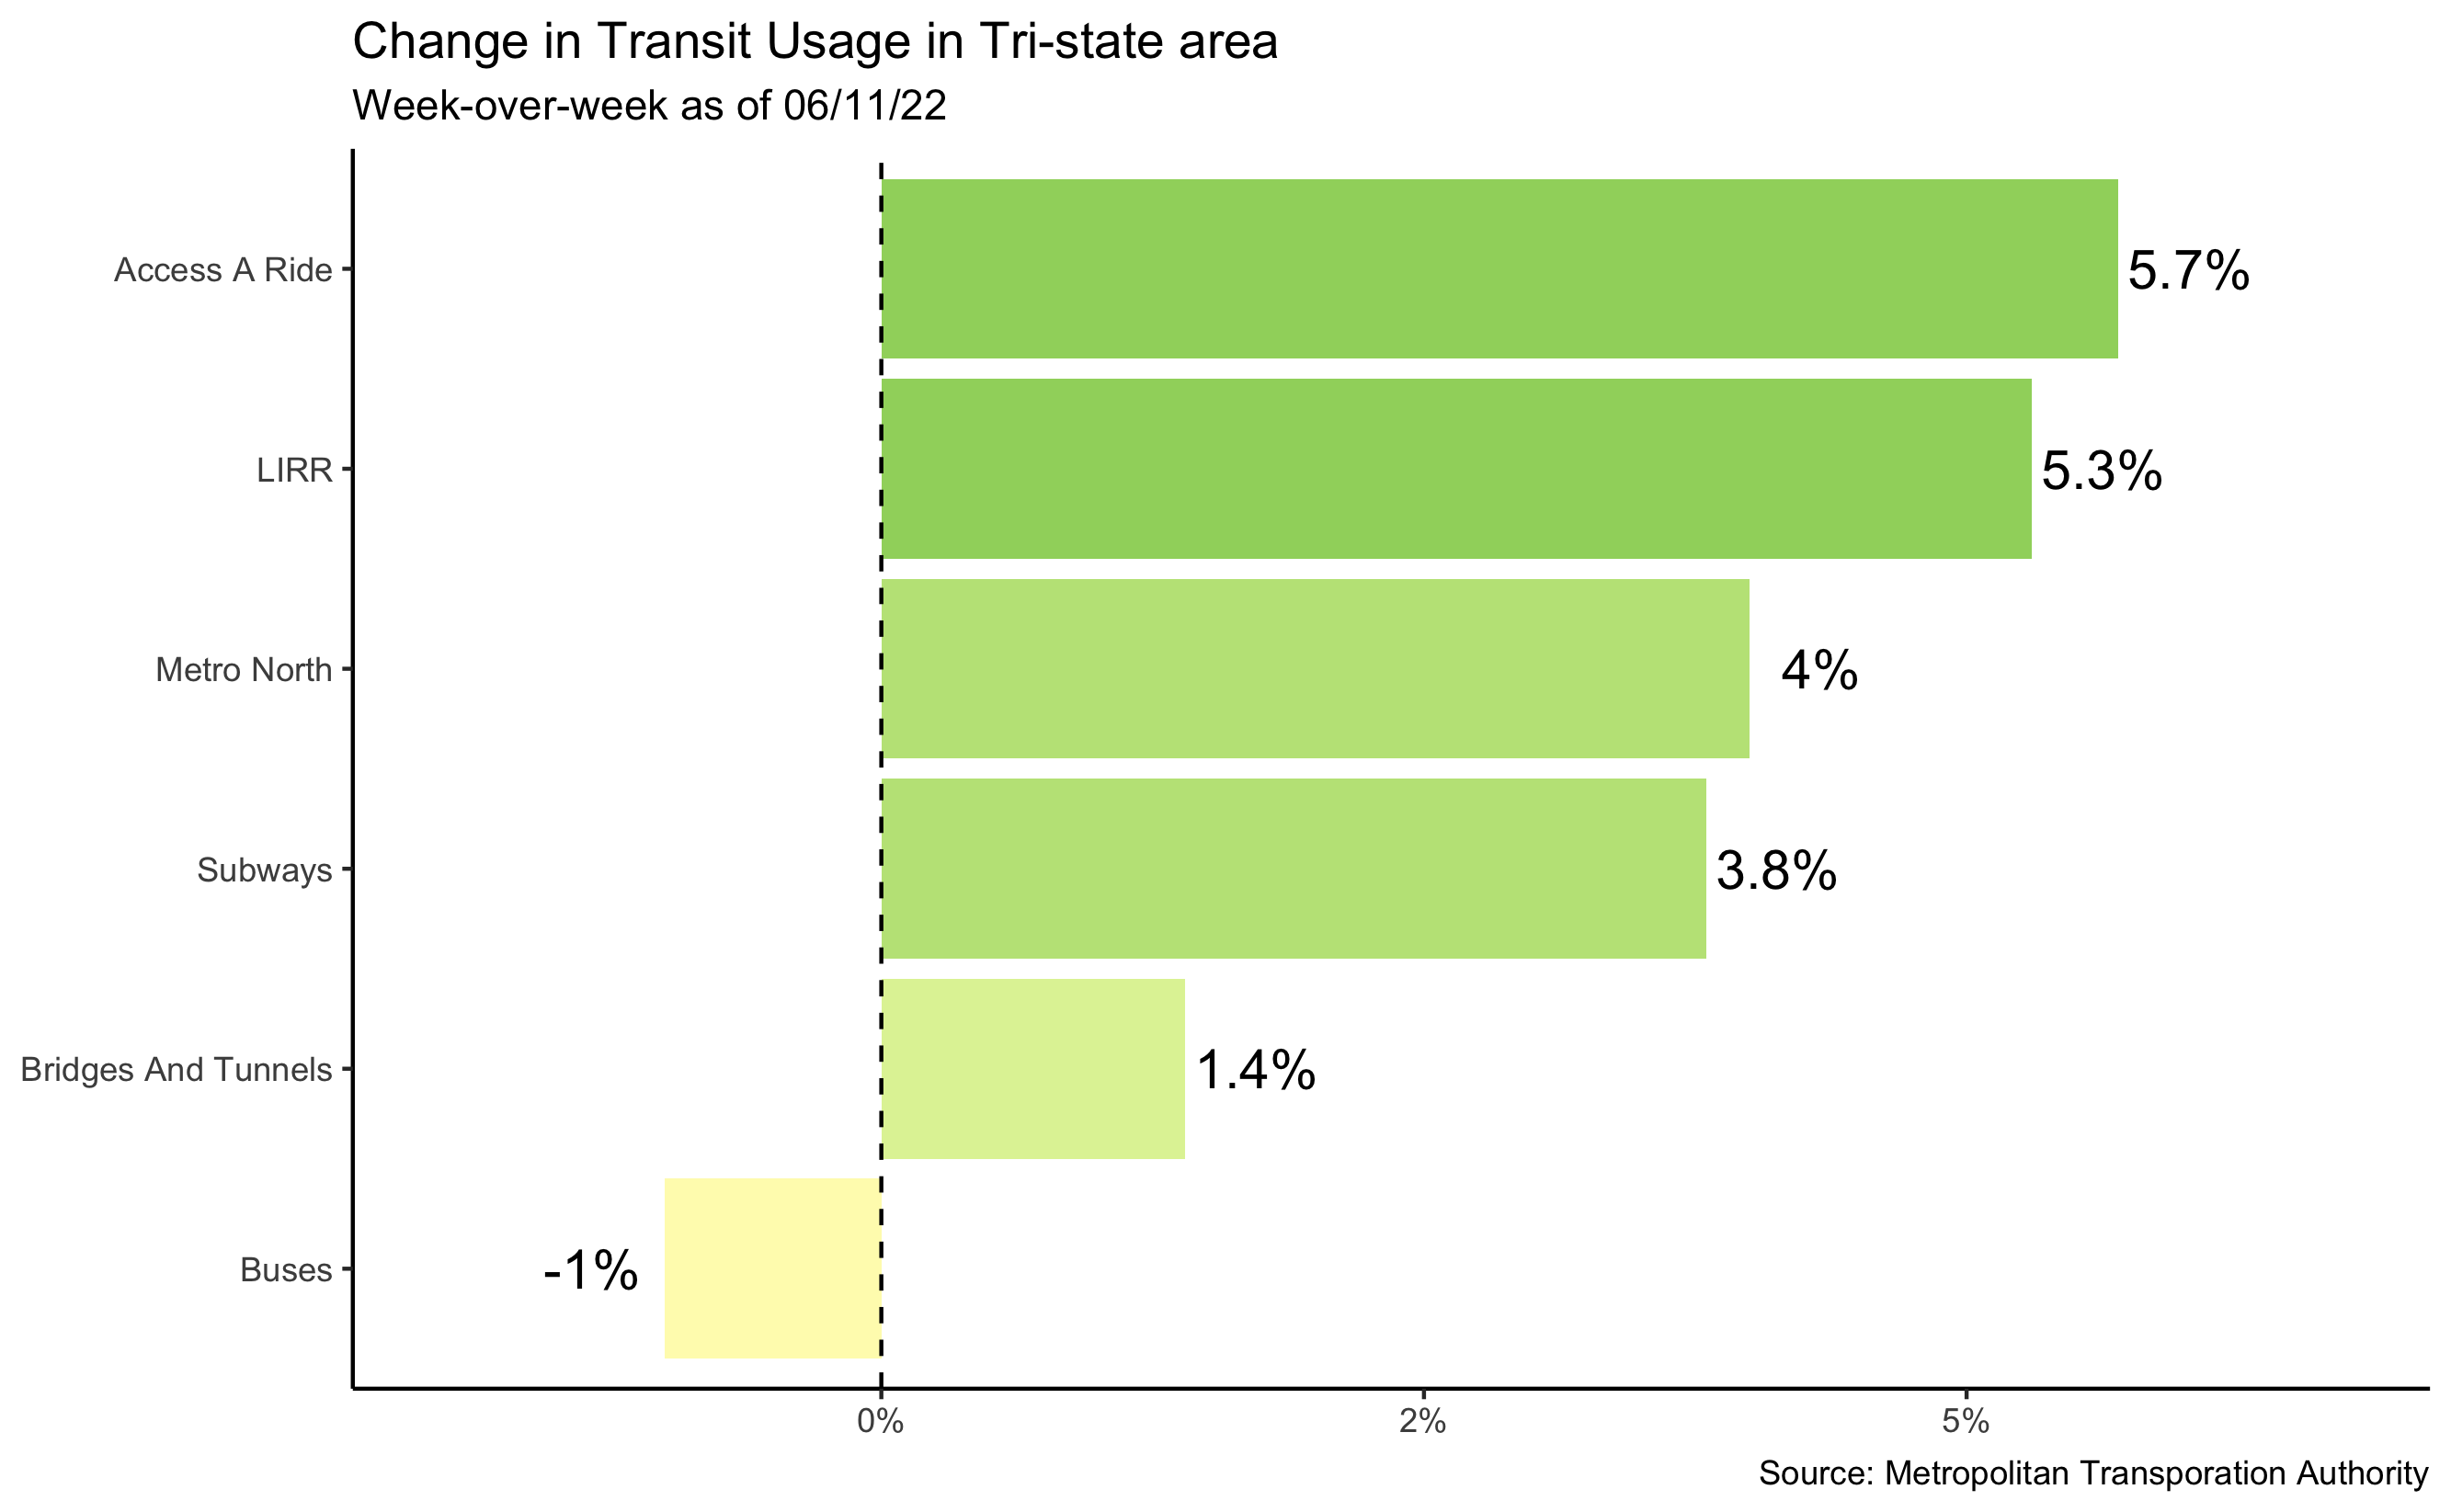 Change in Transit Usage in Tri-state area
Week-over-week as of 06/11/22
Access A Ride
5.7%
LIRR
5.3%
Metro North
4%
Subways
3.8%
Bridges And Tunnels
1.4%
Buses
-1%
0%
2%
5%
Source: Metropolitan Transporation Authority